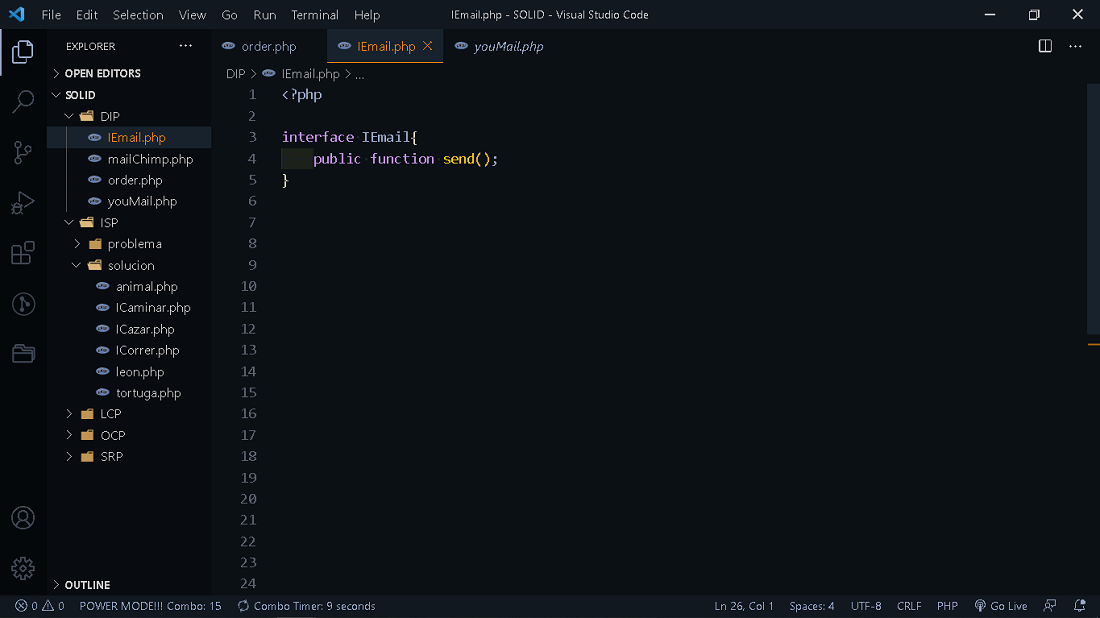 File Edit Selection View Go Run Terminal Help IEmail.php - SOLID - Visual Studio Code
EXPLORER ... order.php IEmail.php youMail.php ...
OPEN EDITORS
DIP IEmail.php ...
SOLID
DIP
IEmail.php
mailChimp.php
order.php
youMail.php
ISP
problema
solucion
animal.php
ICaminar.php
ICazar.php
ICorrer.php
leon.php
tortuga.php
LCP
OCP
SRP
OUTLINE
1 <?php
2
3 interface IEmail{
4     public function send();
5 }
6
7
8
9
10
11
12
13
14
15
16
17
18
19
20
21
22
23
24
0 0 POWER MODE!!! Combo: 15 Combo Timer: 9 seconds Ln 26, Col 1 Spaces: 4 UTF-8 CRLF PHP Go Live